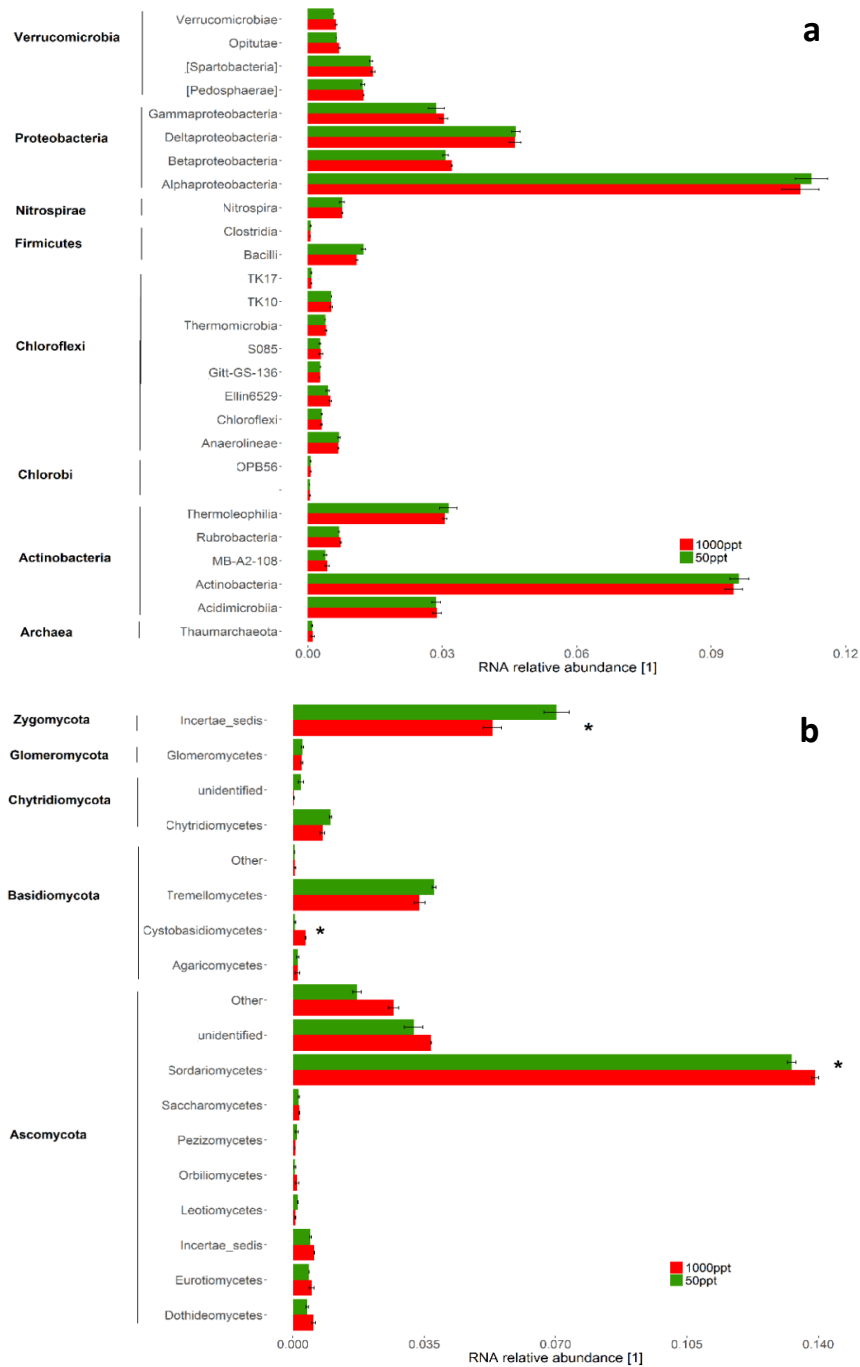 a
Verrucomicrobia
Verrucomicrobiae
Opitutae
[Spartobacteria]
[Pedosphaerae]
Proteobacteria
Gammaproteobacteria
Deltaproteobacteria
Betaproteobacteria
Alphaproteobacteria
Nitrospirae
Nitrospira
Firmicutes
Clostridia
Bacilli
Chloroflexi
TK17
TK10
Thermomicrobia
S085
Gitt-GS-136
Ellin6529
Chloroflexi
Anaerolineae
Chlorobi
OPB56
Actinobacteria
Thermoleophilia
Rubrobacteria
MB-A2-108
Actinobacteria
Acidimicrobiia
Archaea
Thaumarchaeota
1000ppt
50ppt
0.00 0.03 0.06 0.09 0.12
RNA relative abundance [1]
b
Zygomycota
Incertae_sedis
*
Glomeromycota
Glomeromycetes
Chytridiomycota
unidentified
Chytridiomycetes
Basidiomycota
Other
Tremellomycetes
Cystobasidiomycetes
*
Agaricomycetes
Ascomycota
Other
unidentified
Sordariomycetes
*
Saccharomycetes
Pezizomycetes
Orbiliomycetes
Leotiomycetes
Incertae_sedis
Eurotiomycetes
Dothideomycetes
1000ppt
50ppt
0.000 0.035 0.070 0.105 0.140
RNA relative abundance [1]